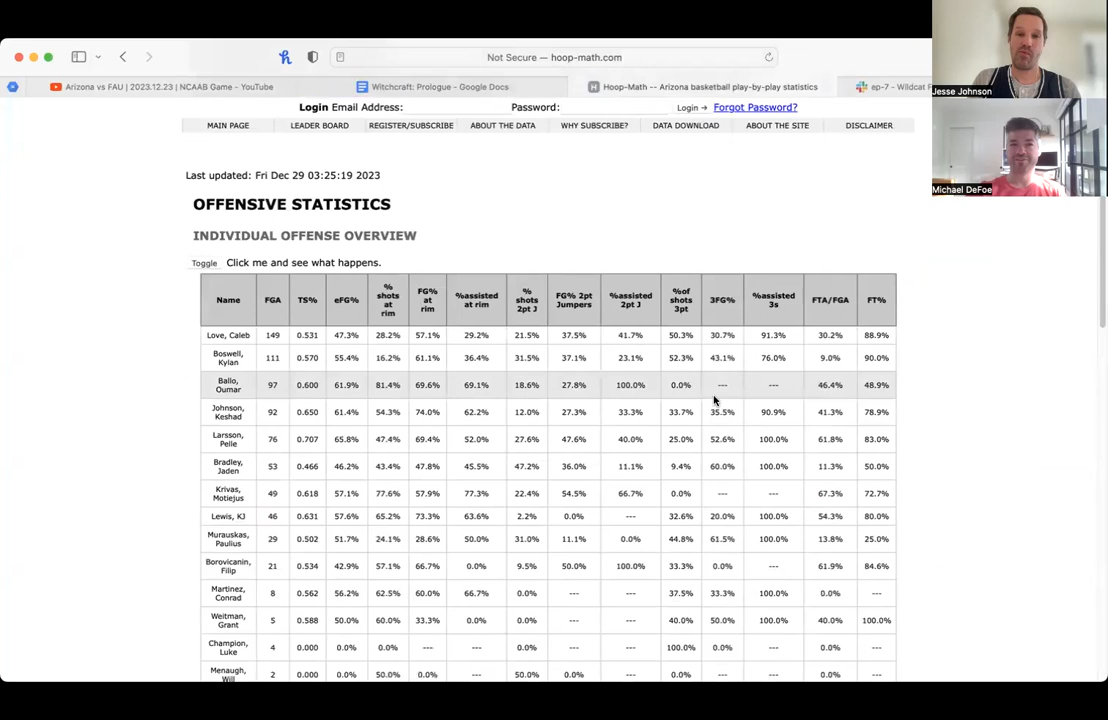 Not Secure — hoop-math.com
Arizona vs FAU | 2023.12.23 | NCAAB Game - YouTube
Witchcraft: Prologue - Google Docs
Hoop-Math -- Arizona basketball play-by-play statistics
ep-7 - Wildcat
Jesse Johnson
Michael DeFoe
Login Email Address: Password: Login → Forgot Password?
MAIN PAGE LEADER BOARD REGISTER/SUBSCRIBE ABOUT THE DATA WHY SUBSCRIBE? DATA DOWNLOAD ABOUT THE SITE DISCLAIMER
Last updated: Fri Dec 29 03:25:19 2023
OFFENSIVE STATISTICS
INDIVIDUAL OFFENSE OVERVIEW
Toggle Click me and see what happens.
Name FGA TS% eFG% % shots at rim FG% at rim %assisted at rim % shots 2pt J FG% 2pt Jumpers %assisted 2pt J %of shots 3pt 3FG% %assisted 3s FTA/FGA FT%
Love, Caleb 149 0.531 47.3% 28.2% 57.1% 29.2% 21.5% 37.5% 41.7% 50.3% 30.7% 91.3% 30.2% 88.9%
Boswell, Kylan 111 0.570 55.4% 16.2% 61.1% 36.4% 31.5% 37.1% 23.1% 52.3% 43.1% 76.0% 9.0% 90.0%
Ballo, Oumar 97 0.600 61.9% 81.4% 69.6% 69.1% 18.6% 27.8% 100.0% 0.0% --- --- 46.4% 48.9%
Johnson, Keshad 92 0.650 61.4% 54.3% 74.0% 62.2% 12.0% 27.3% 33.3% 33.7% 35.5% 90.9% 41.3% 78.9%
Larsson, Pelle 76 0.707 65.8% 47.4% 69.4% 52.0% 27.6% 47.6% 40.0% 25.0% 52.6% 100.0% 61.8% 83.0%
Bradley, Jaden 53 0.466 46.2% 43.4% 47.8% 45.5% 47.2% 36.0% 11.1% 9.4% 60.0% 100.0% 11.3% 50.0%
Krivas, Motiejus 49 0.618 57.1% 77.6% 57.9% 77.3% 22.4% 54.5% 66.7% 0.0% --- --- 67.3% 72.7%
Lewis, KJ 46 0.631 57.6% 65.2% 73.3% 63.6% 2.2% 0.0% --- 32.6% 20.0% 100.0% 54.3% 80.0%
Murauskas, Paulius 29 0.502 51.7% 24.1% 28.6% 50.0% 31.0% 11.1% 0.0% 44.8% 61.5% 100.0% 13.8% 25.0%
Borovicanin, Filip 21 0.534 42.9% 57.1% 66.7% 0.0% 9.5% 50.0% 100.0% 33.3% 0.0% --- 61.9% 84.6%
Martinez, Conrad 8 0.562 56.2% 62.5% 60.0% 66.7% 0.0% --- --- 37.5% 33.3% 100.0% 0.0% ---
Weitman, Grant 5 0.588 50.0% 60.0% 33.3% 0.0% 0.0% --- --- 40.0% 50.0% 100.0% 40.0% 100.0%
Champion, Luke 4 0.000 0.0% 0.0% --- --- 0.0% --- --- 100.0% 0.0% --- 0.0% ---
Menaugh, Will 2 0.000 0.0% 50.0% 0.0% --- 50.0% 0.0% --- 0.0% --- --- 0.0% ---